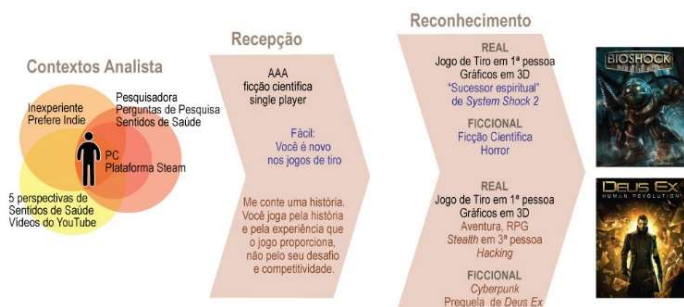 Contextos Analista
Inexperiente
Prefere Indie
Pesquisadora
Perguntas de Pesquisa
Sentidos de Saúde
PC
Plataforma Steam
5 perspectivas de
Sentidos de Saúde
Vídeos do YouTube
Recepção
AAA
ficção científica
single player
Fácil:
Você é novo
nos jogos de tiro
Me conte uma história.
Você joga pela história
e pela experiência que
o jogo proporciona,
não pelo seu desafio
e competitividade.
Reconhecimento
REAL
Jogo de Tiro em 1ª pessoa
Gráficos em 3D
"Sucessor espiritual"
de System Shock 2
FICCIONAL
Ficção Científica
Horror
REAL
Jogo de Tiro em 1ª pessoa
Gráficos em 3D
Aventura, RPG
Stealth em 3ª pessoa
Hacking
FICCIONAL
Cyberpunk
Prequela de Deus Ex
BIOSHOCK
DEUS EX
HUMAN REVOLUTION